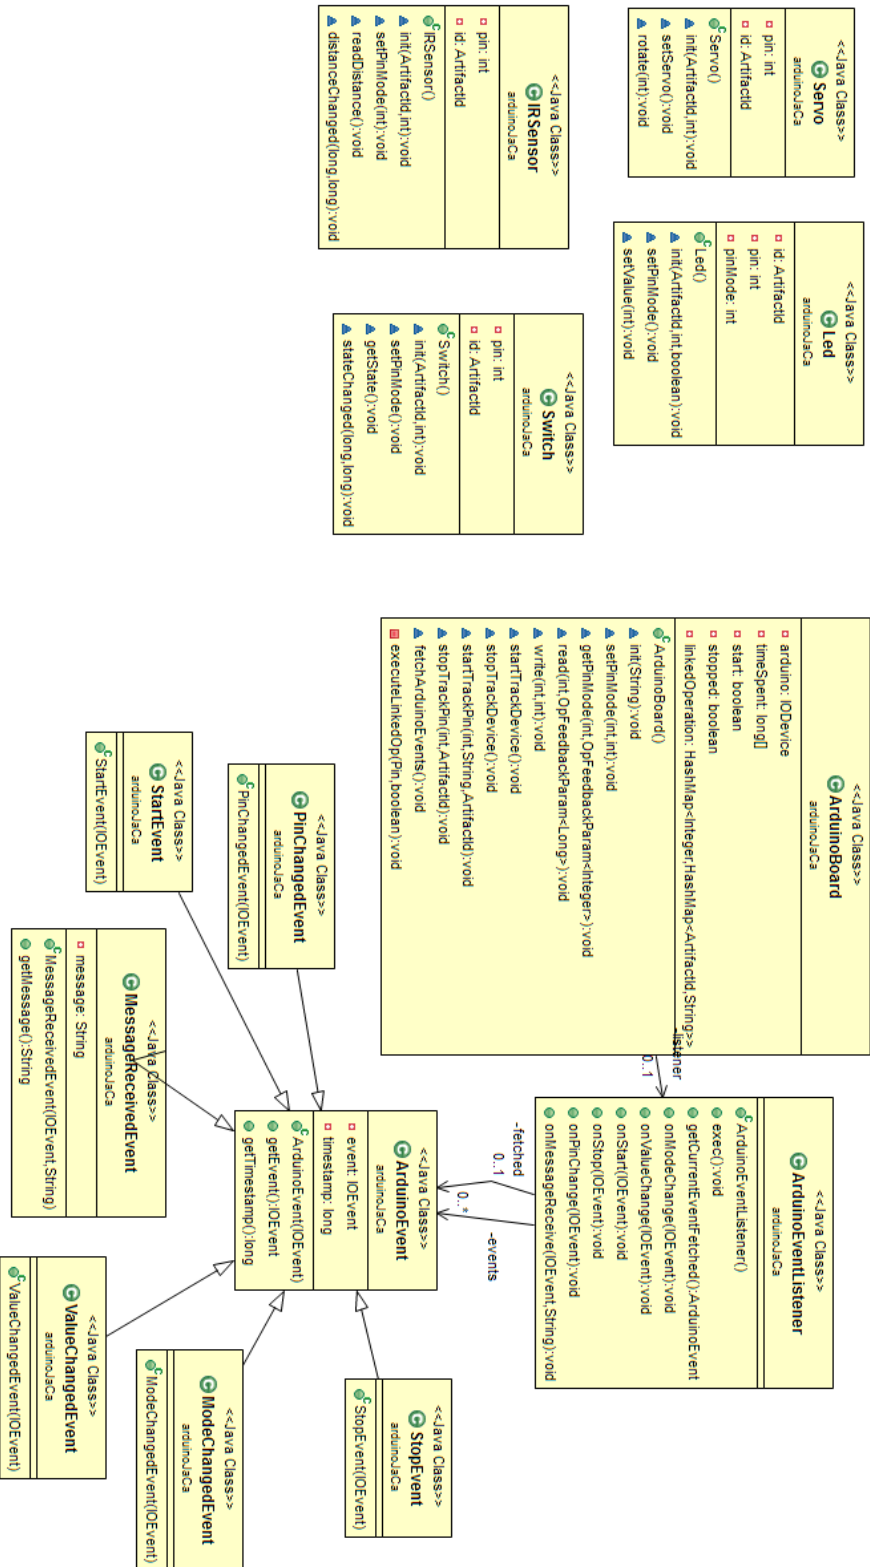 <<Java Class>>
Servo
arduinoJaCa
pin: int
id: ArtifactId
Servo()
init(ArtifactId,int):void
setServo():void
rotate(int):void
<<Java Class>>
Led
arduinoJaCa
id: ArtifactId
pin: int
pinMode: int
Led()
init(ArtifactId,int,boolean):void
setPinMode():void
setValue(int):void
<<Java Class>>
IRSensor
arduinoJaCa
pin: int
id: ArtifactId
IRSensor()
init(ArtifactId,int):void
setPinMode(int):void
readDistance():void
distanceChanged(long,long):void
<<Java Class>>
Switch
arduinoJaCa
pin: int
id: ArtifactId
Switch()
init(ArtifactId,int):void
setPinMode():void
getState():void
stateChanged(long,long):void
<<Java Class>>
ArduinoBoard
arduinoJaCa
arduino: IODevice
timeSpent: long[]
start: boolean
stopped: boolean
linkedOperation: HashMap<Integer,HashMap<ArtifactId,String>>
ArduinoBoard()
init(String):void
setPinMode(int,int):void
getPinMode(int,OpFeedbackParam<Integer>):void
read(int,OpFeedbackParam<Long>):void
write(int,int):void
startTrackDevice():void
stopTrackDevice():void
startTrackPin(int,String,ArtifactId):void
stopTrackPin(int,ArtifactId):void
fetchArduinoEvents():void
executeLinkedOp(Pin,boolean):void
-listener
0..1
<<Java Class>>
ArduinoEventListener
arduinoJaCa
ArduinoEventListener()
exec():void
getCurrentEventFetched():ArduinoEvent
onModeChange(IOEvent):void
onValueChange(IOEvent):void
onStart(IOEvent):void
onStop(IOEvent):void
onPinChange(IOEvent):void
onMessageReceive(IOEvent,String):void
-fetched
0..1
-events
0..*
<<Java Class>>
PinChangedEvent
arduinoJaCa
PinChangedEvent(IOEvent)
<<Java Class>>
StartEvent
arduinoJaCa
StartEvent(IOEvent)
<<Java Class>>
ArduinoEvent
arduinoJaCa
event: IOEvent
timestamp: long
ArduinoEvent(IOEvent)
getEvent():IOEvent
getTimestamp():long
<<Java Class>>
StopEvent
arduinoJaCa
StopEvent(IOEvent)
<<Java Class>>
MessageReceivedEvent
arduinoJaCa
message: String
MessageReceivedEvent(IOEvent,String)
getMessage():String
<<Java Class>>
ModeChangedEvent
arduinoJaCa
ModeChangedEvent(IOEvent)
<<Java Class>>
ValueChangedEvent
arduinoJaCa
ValueChangedEvent(IOEvent)